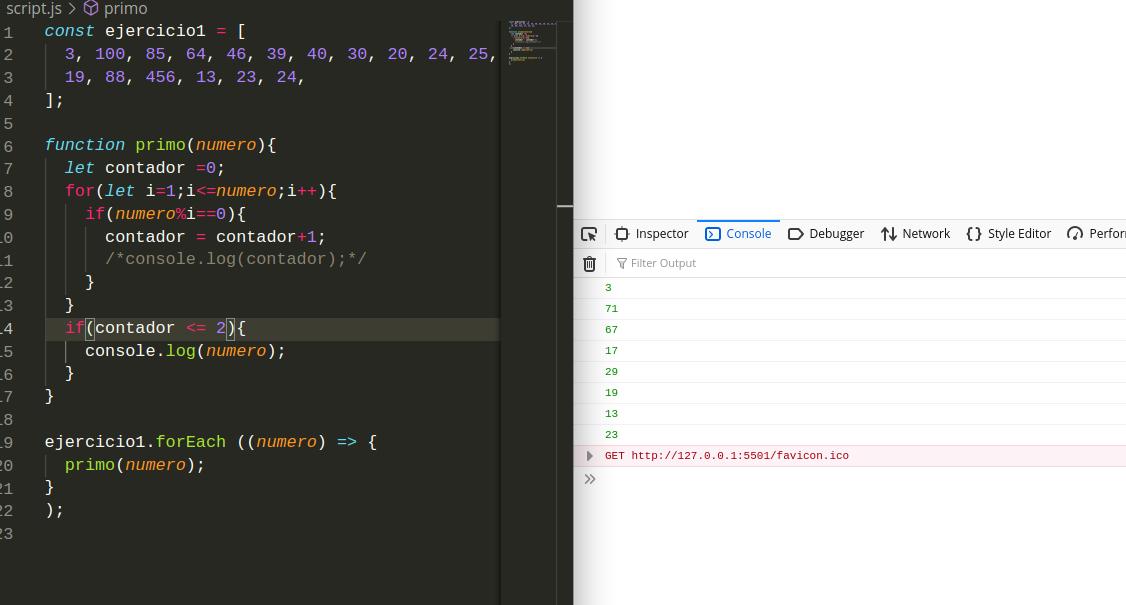 script.js > primo
1 const ejercicio1 = [
2 3, 100, 85, 64, 46, 39, 40, 30, 20, 24, 25,
3 19, 88, 456, 13, 23, 24,
4 ];
5
6 function primo(numero){
7 let contador =0;
8 for(let i=1;i<=numero;i++){
9 if(numero%i==0){
10 contador = contador+1;
11 /*console.log(contador);*/
12 }
13 }
14 if(contador <= 2){
15 console.log(numero);
16 }
17 }
18
19 ejercicio1.forEach ((numero) => {
20 primo(numero);
21 }
22 );
23
Inspector Console Debugger Network Style Editor Perfor
Filter Output
3
71
67
17
29
19
13
23
GET http://127.0.0.1:5501/favicon.ico